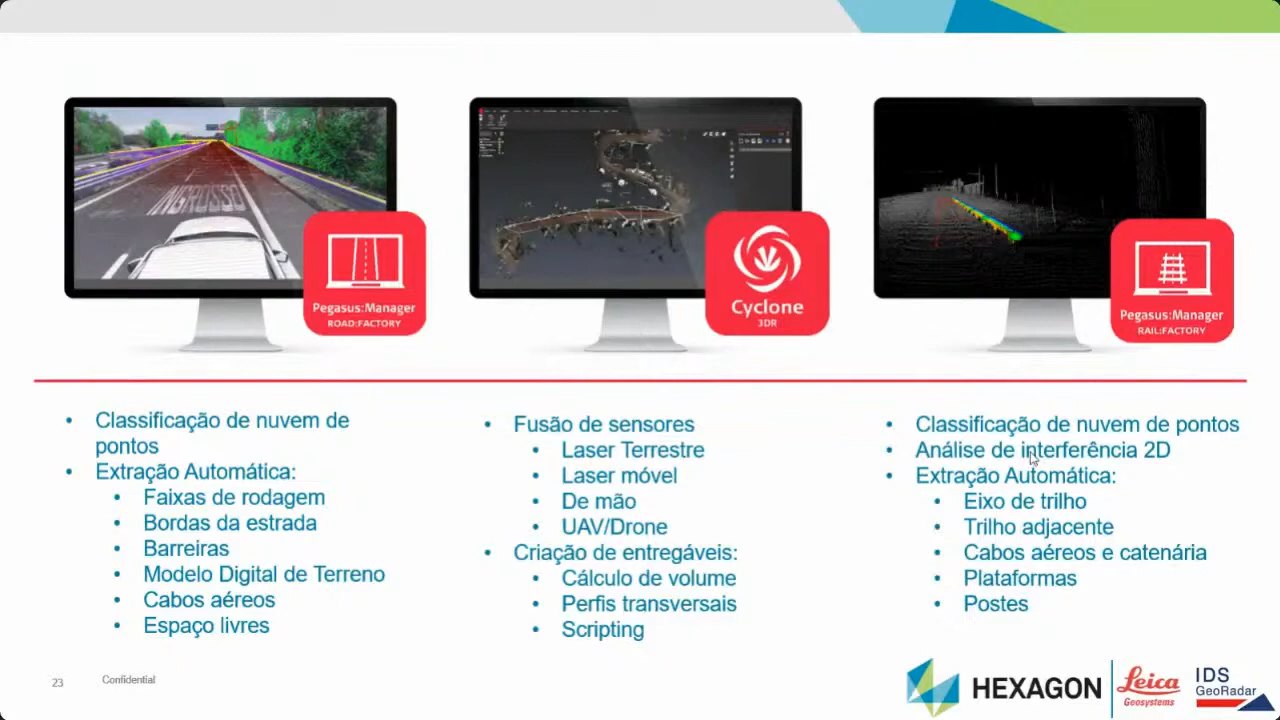 INGROSSO
Pegasus:Manager
ROAD:FACTORY
Cyclone
3DR
Pegasus:Manager
RAIL:FACTORY
• Classificação de nuvem de
pontos
• Extração Automática:
• Faixas de rodagem
• Bordas da estrada
• Barreiras
• Modelo Digital de Terreno
• Cabos aéreos
• Espaço livres
• Fusão de sensores
• Laser Terrestre
• Laser móvel
• De mão
• UAV/Drone
• Criação de entregáveis:
• Cálculo de volume
• Perfis transversais
• Scripting
• Classificação de nuvem de pontos
• Análise de interferência 2D
• Extração Automática:
• Eixo de trilho
• Trilho adjacente
• Cabos aéreos e catenária
• Plataformas
• Postes
23
Confidential
HEXAGON
Leica
Geosystems
IDS
GeoRadar